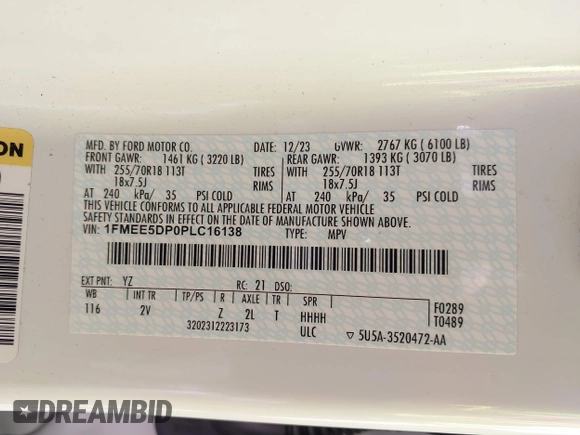 ON
MFD. BY FORD MOTOR CO. DATE: 12/23 GVWR: 2767 KG ( 6100 LB)
FRONT GAWR: 1461 KG ( 3220 LB) REAR GAWR: 1393 KG ( 3070 LB)
WITH 255/70R18 113T TIRES WITH 255/70R18 113T TIRES
18x7.5J RIMS 18x7.5J RIMS
AT 240 kPa/ 35 PSI COLD AT 240 kPa/ 35 PSI COLD
THIS VEHICLE CONFORMS TO ALL APPLICABLE FEDERAL MOTOR VEHICLE
SAFETY STANDARDS IN EFFECT ON THE DATE OF MANUFACTURE SHOWN ABOVE.
VIN: 1FMEE5DP0PLC16138 TYPE: MPV
EXT PNT: YZ RC: 21 DSO:
WB INT TR TP/PS R AXLE TR SPR F0289
116 2V Z 2L T HHHH T0489
3202312223173 ULC ▽ 5U5A-3520472-AA
DREAMBID